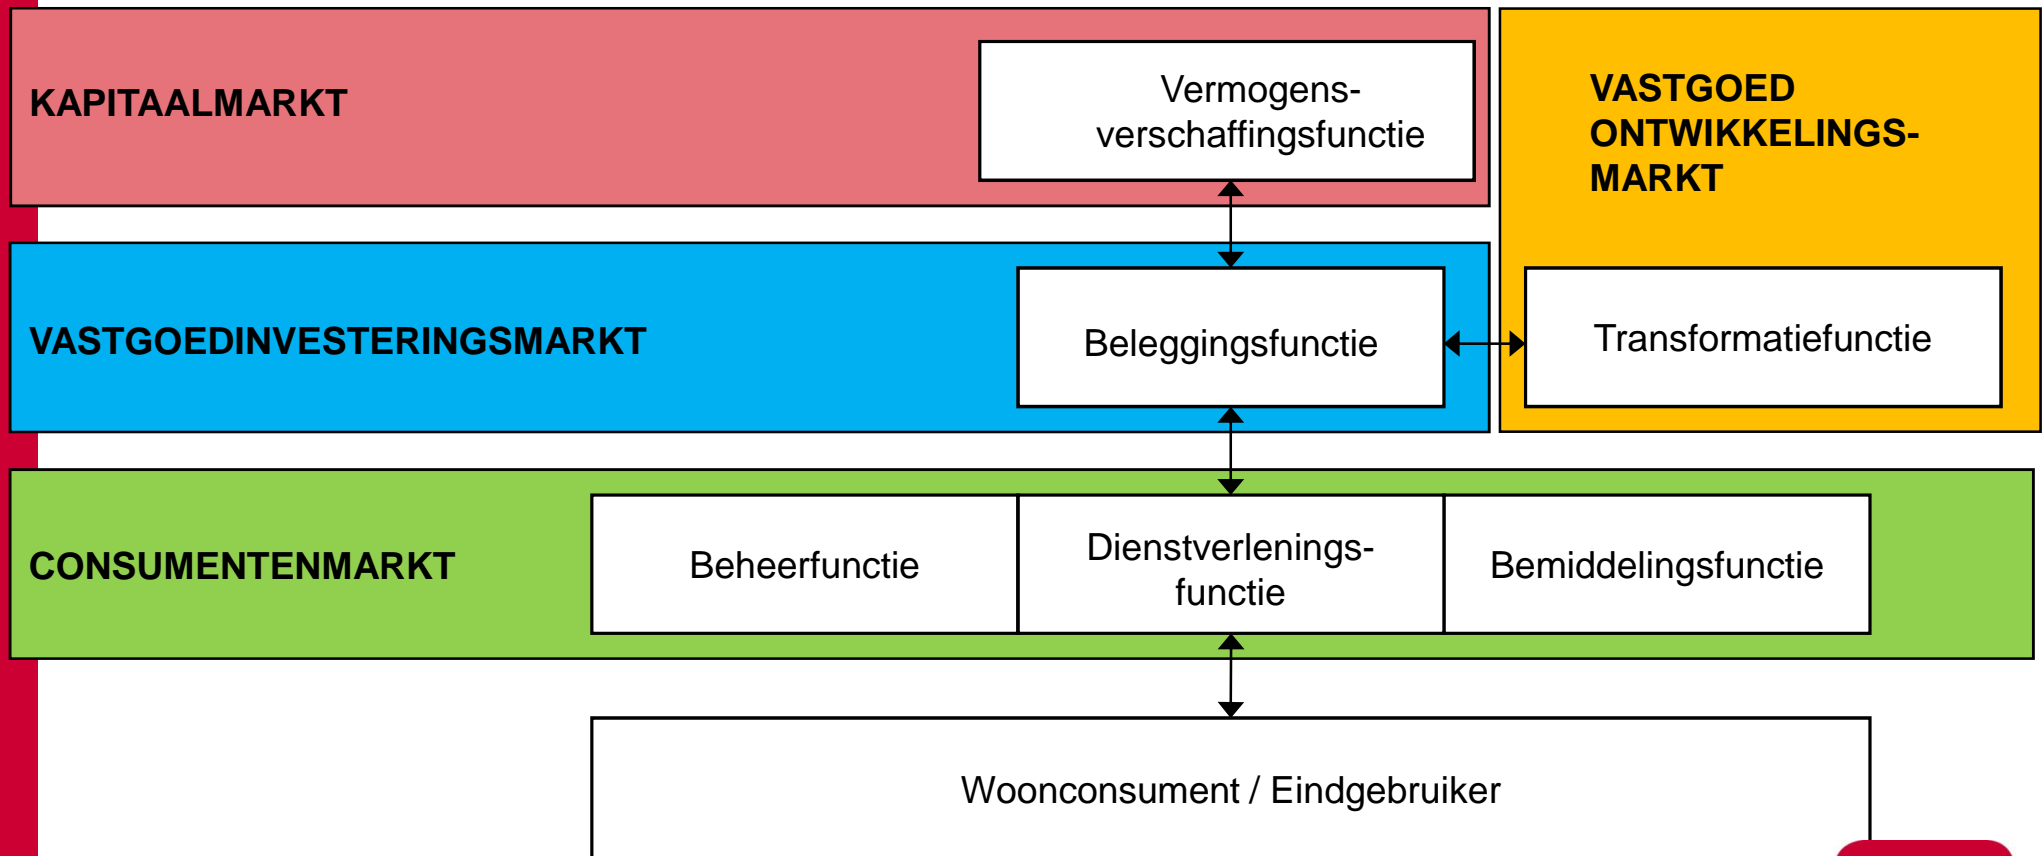 KAPITAALMARKT
Vermogens-
verschaffingsfunctie
VASTGOED
ONTWIKKELINGS-
MARKT
VASTGOEDINVESTERINGSMARKT
Beleggingsfunctie
Transformatiefunctie
CONSUMENTENMARKT
Beheerfunctie
Dienstverlenings-
functie
Bemiddelingsfunctie
Woonconsument / Eindgebruiker